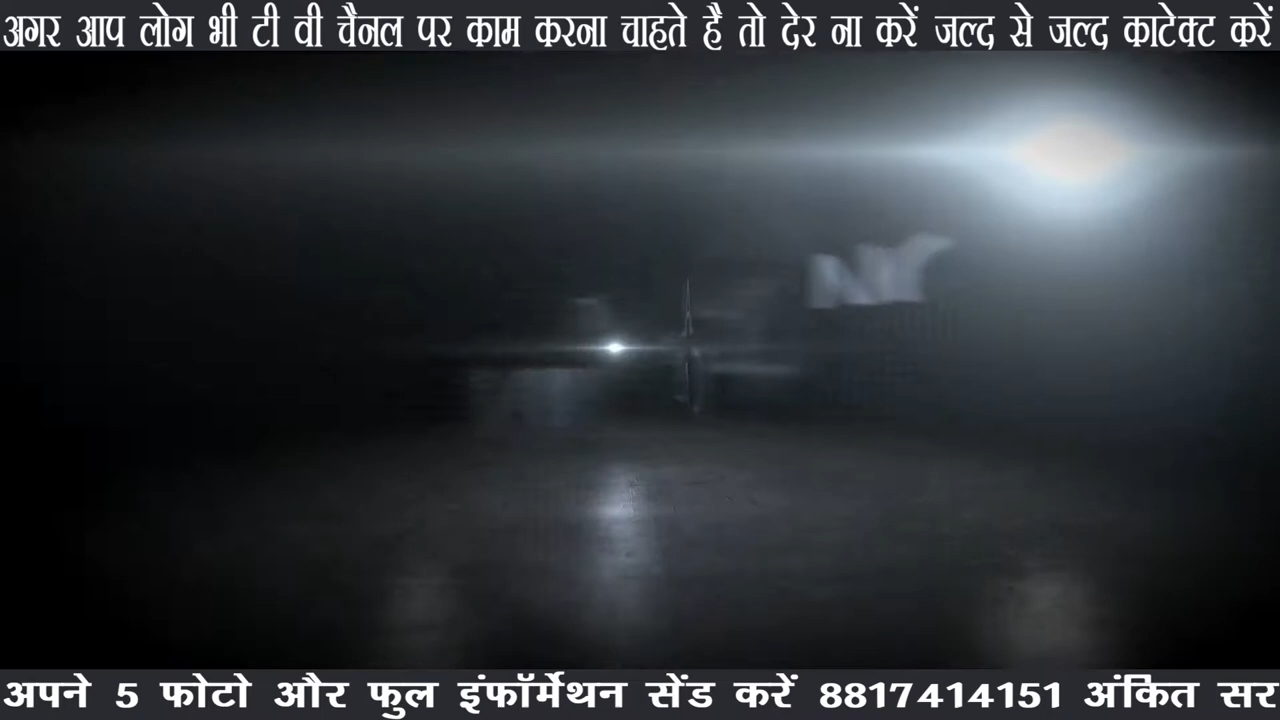 अगर आप लोग भी टी वी चैनल पर काम करना चाहते है तो देर ना करें जल्द से जल्द काटेक्ट करें
अपने 5 फोटो और फुल इंफॉर्मेथन सेंड करें 8817414151 अंकित सर